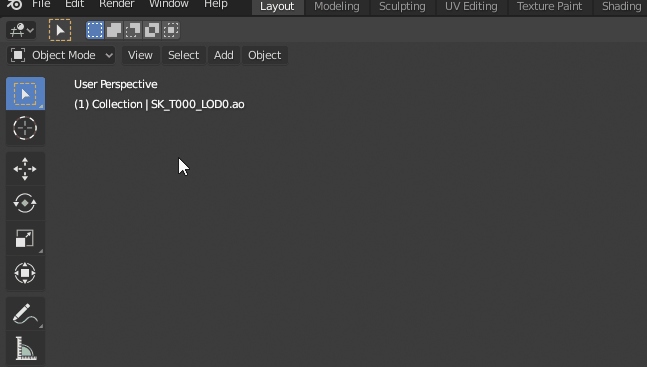 File Edit Render Window Help Layout Modeling Sculpting UV Editing Texture Paint Shading
Object Mode View Select Add Object
User Perspective
(1) Collection | SK_T000_LOD0.ao